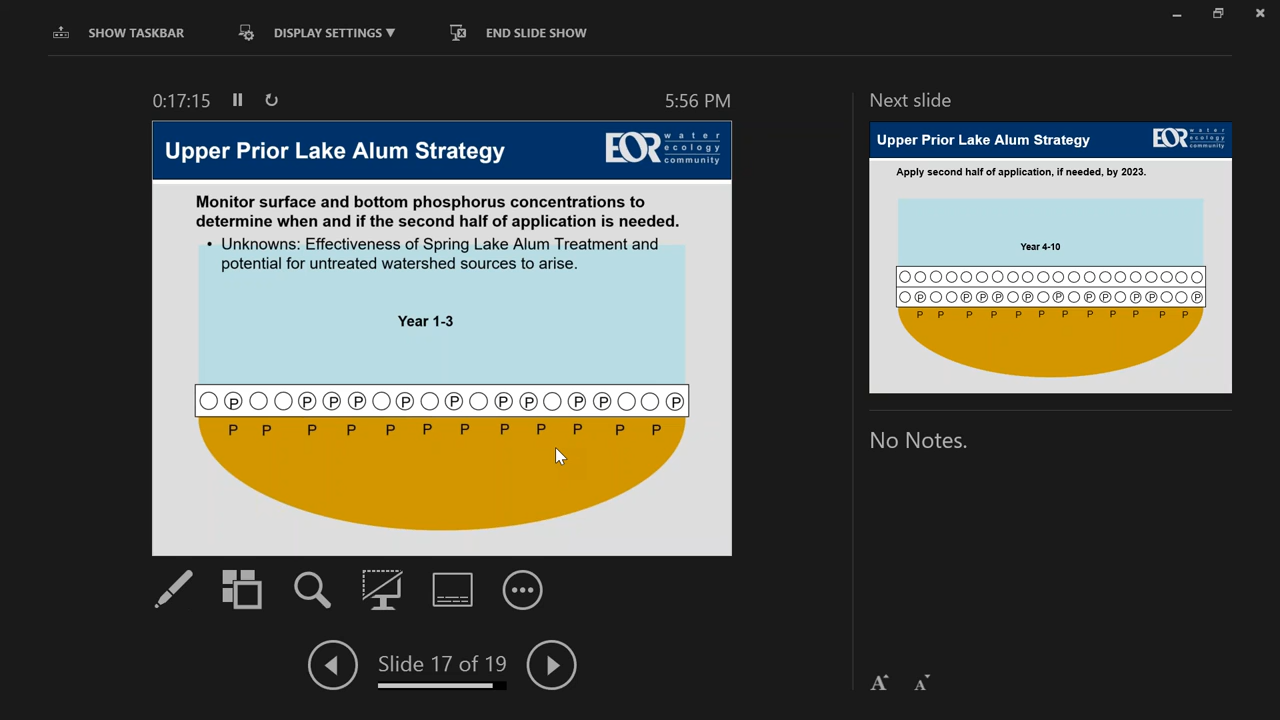 SHOW TASKBAR
DISPLAY SETTINGS ▼
END SLIDE SHOW
0:17:15
5:56 PM
Upper Prior Lake Alum Strategy
EOR water
ecology
community
Monitor surface and bottom phosphorus concentrations to
determine when and if the second half of application is needed.
• Unknowns: Effectiveness of Spring Lake Alum Treatment and
potential for untreated watershed sources to arise.
Year 1-3
P P P P P P P P P P P
P P P P P P P P P P P P
Slide 17 of 19
Next slide
Upper Prior Lake Alum Strategy
EOR water
ecology
community
Apply second half of application, if needed, by 2023.
Year 4-10
P P P P P P P P P P P
P P P P P P P P P P P P
No Notes.
A A